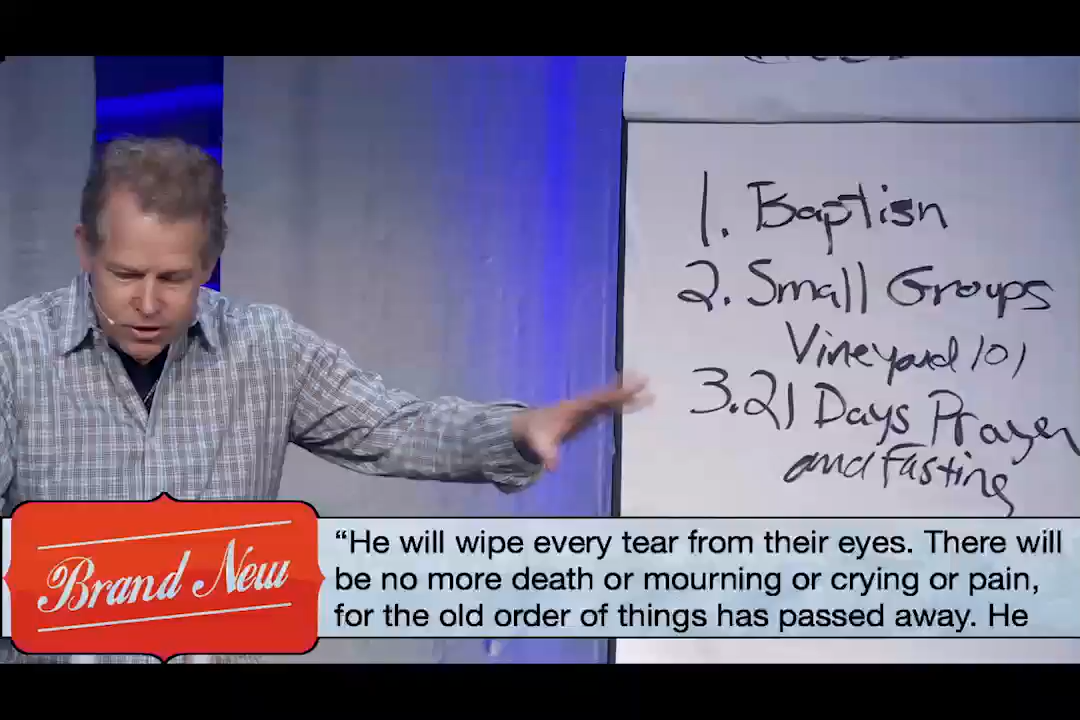 1. Baptism
2. Small Groups
Vineyard 101
3. 21 Days Prayer
and Fasting
Brand New
“He will wipe every tear from their eyes. There will
be no more death or mourning or crying or pain,
for the old order of things has passed away. He